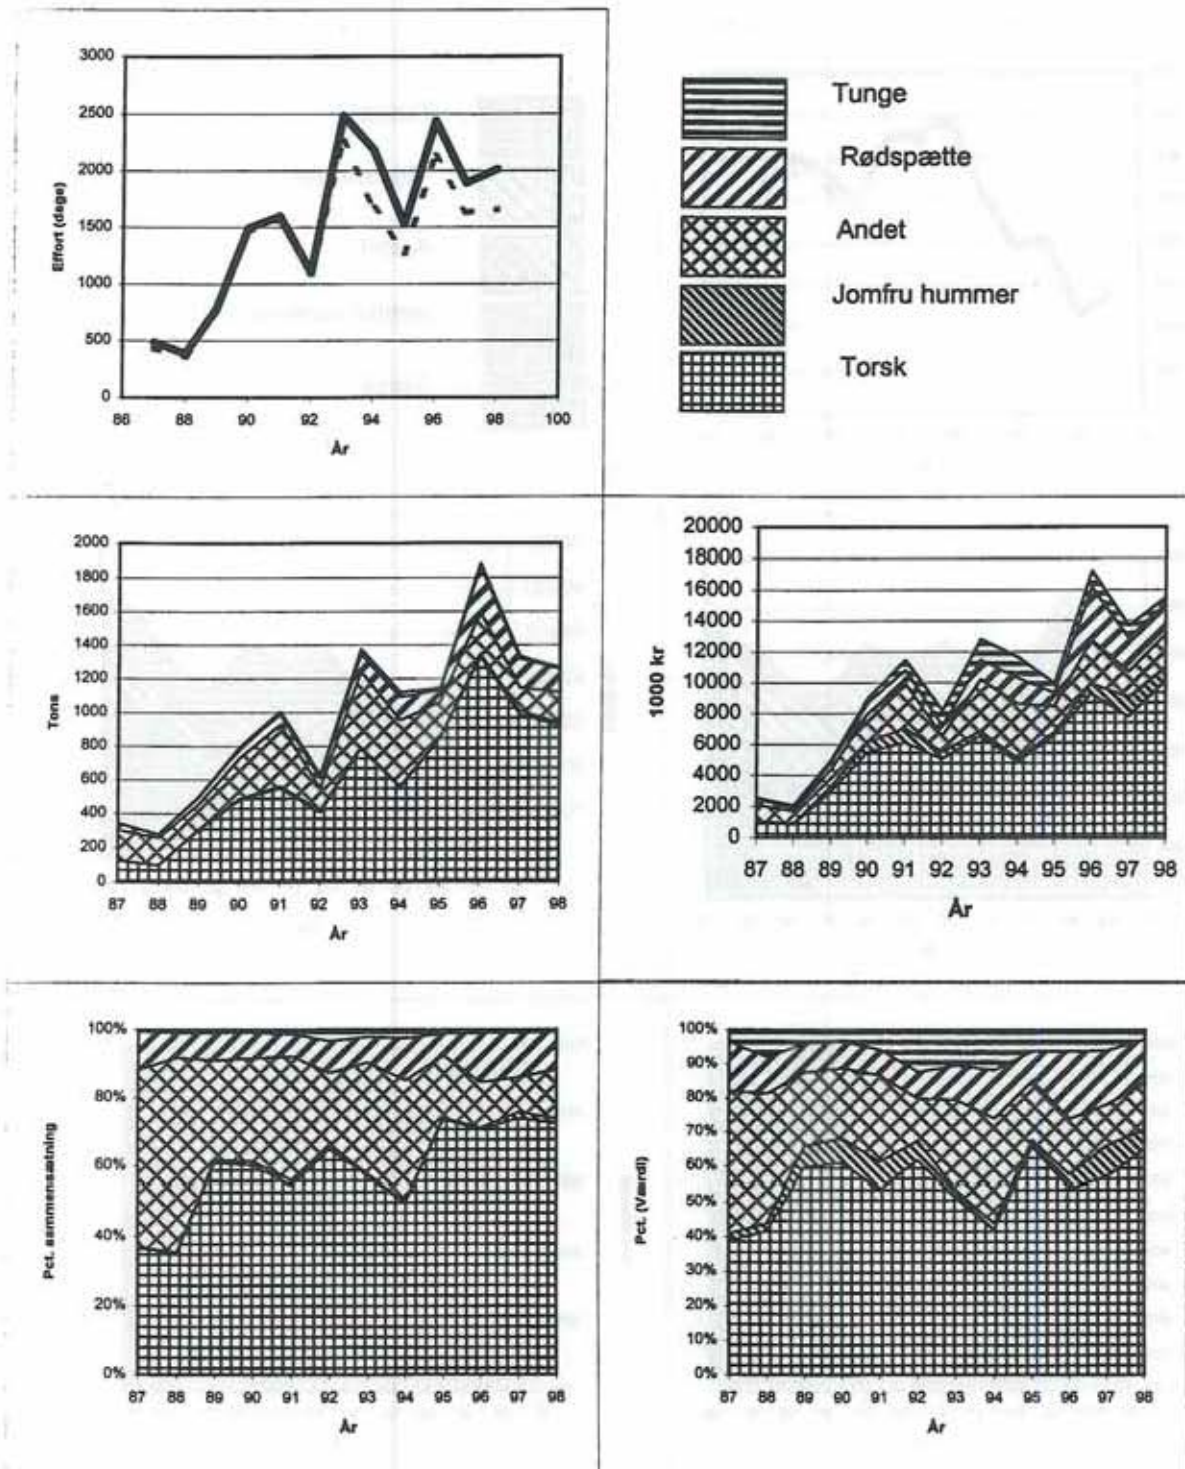 3000
2500
2000
1500
1000
500
0
Effort (dage)
86 88 90 92 94 96 98 100
År
Tunge
Rødspætte
Andet
Jomfru hummer
Torsk
2000
1800
1600
1400
1200
1000
800
600
400
200
0
Tons
87 88 89 90 91 92 93 94 95 96 97 98
År
20000
18000
16000
14000
12000
10000
8000
6000
4000
2000
0
1000 kr
87 88 89 90 91 92 93 94 95 96 97 98
År
100%
80%
60%
40%
20%
0%
Pct. sammensætning
87 88 89 90 91 92 93 94 95 96 97 98
År
100%
90%
80%
70%
60%
50%
40%
30%
20%
10%
0%
Pct. (Værdi)
87 88 89 90 91 92 93 94 95 96 97 98
År